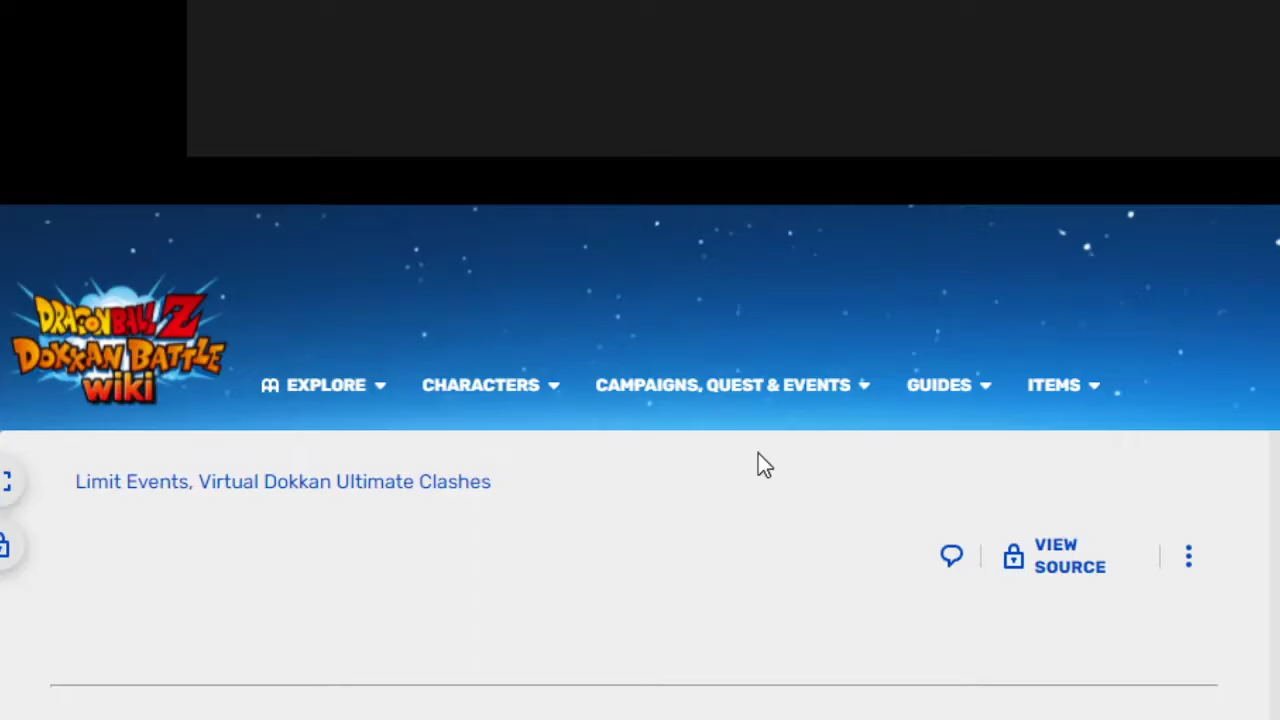 DRAGON BALL Z
DOKKAN BATTLE
wiki
EXPLORE
CHARACTERS
CAMPAIGNS, QUEST & EVENTS
GUIDES
ITEMS
Limit Events, Virtual Dokkan Ultimate Clashes
VIEW
SOURCE